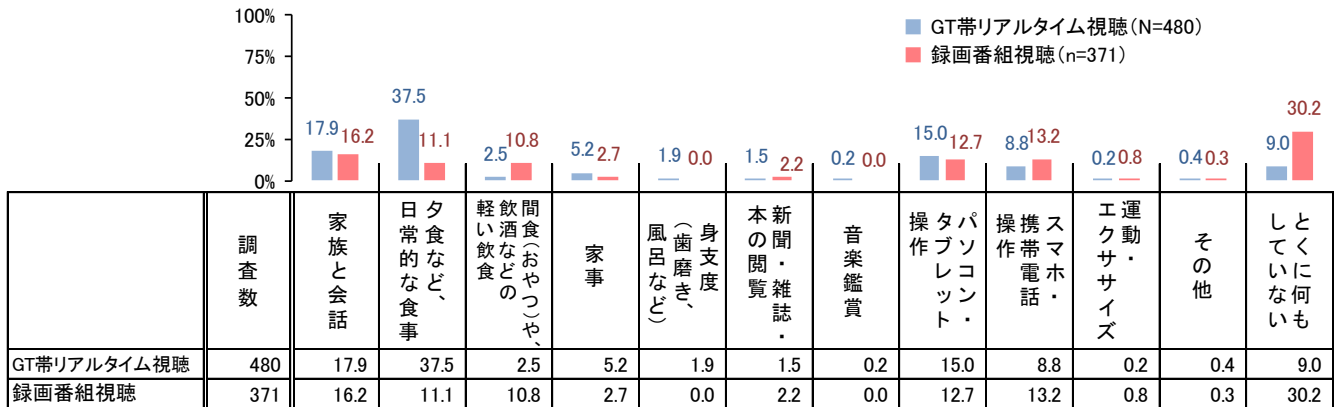 100%
75%
50%
25%
0%
GT帯リアルタイム視聴(N=480)
録画番組視聴(n=371)
17.9
16.2
37.5
11.1
2.5
10.8
5.2
2.7
1.9
0.0
1.5
2.2
0.2
0.0
15.0
12.7
8.8
13.2
0.2
0.8
0.4
0.3
9.0
30.2
調査数
家族と会話
夕食など、
日常的な食事
間食(おやつ)や、
飲酒などの
軽い飲食
家事
身支度
(歯磨き、
風呂など)
新聞・雑誌・
本の閲覧
音楽鑑賞
パソコン・
タブレット
操作
スマホ・
携帯電話
操作
運動・
エクササイズ
その他
とくに何も
していない
GT帯リアルタイム視聴 480 17.9 37.5 2.5 5.2 1.9 1.5 0.2 15.0 8.8 0.2 0.4 9.0
録画番組視聴 371 16.2 11.1 10.8 2.7 0.0 2.2 0.0 12.7 13.2 0.8 0.3 30.2